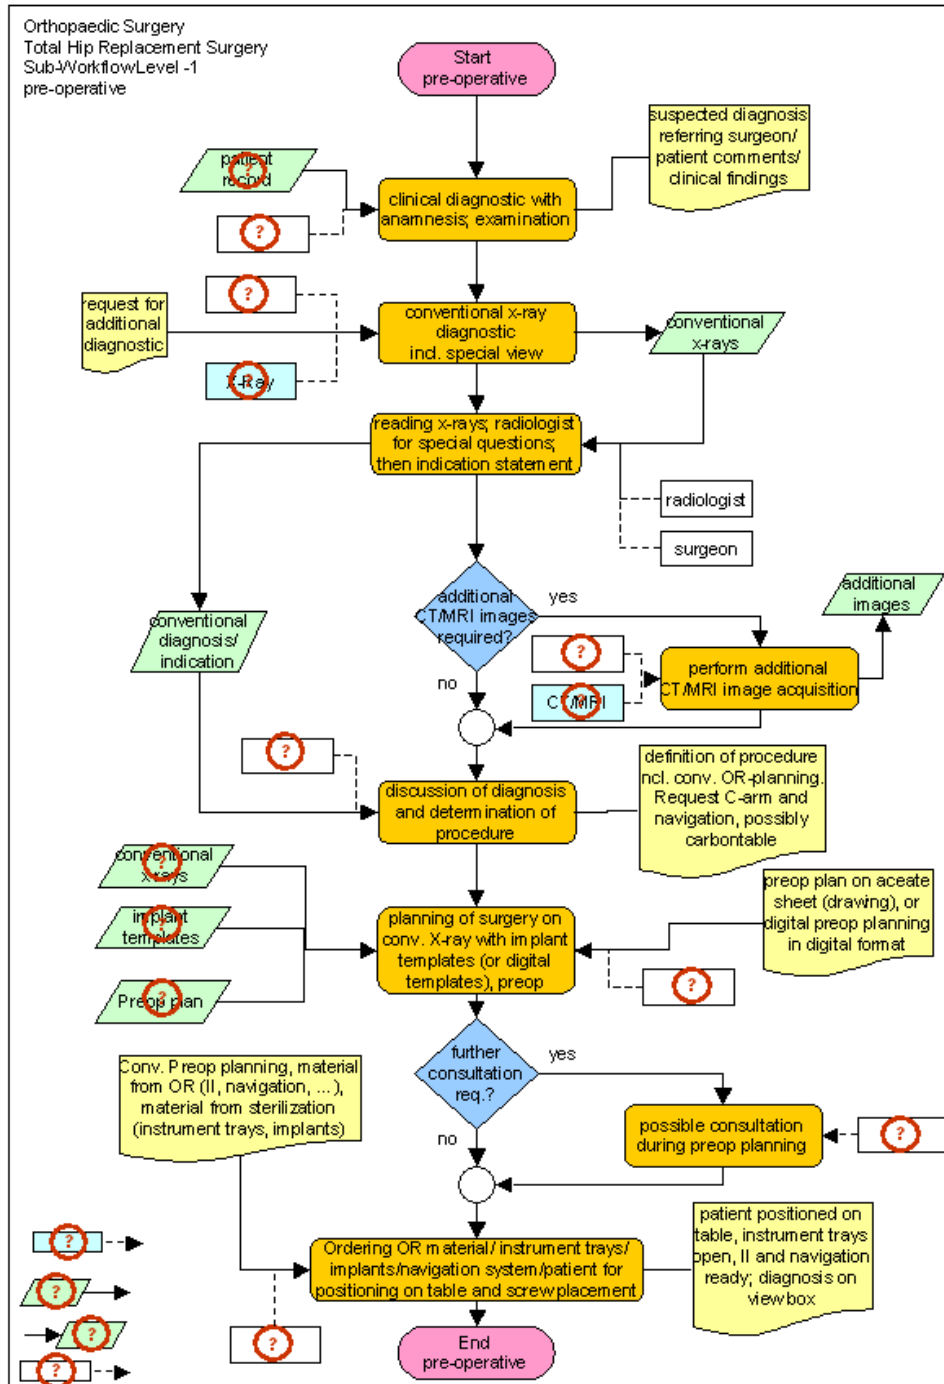 Orthopaedic Surgery
Total Hip Replacement Surgery
Sub-WorkflowLevel -1
pre-operative
Start
pre-operative
suspected diagnosis
referring surgeon/
patient comments/
clinical findings
patient
record
?
clinical diagnostic with
anamnesis; examination
?
?
request for
additional
diagnostic
conventional x-ray
diagnostic
incl. special view
conventional
x-rays
X-Ray
?
reading x-rays; radiologist
for special questions;
then indication statement
radiologist
surgeon
additional
CT/MRI images
required?
yes
additional
images
conventional
diagnosis/
indication
?
perform additional
CT/MRI image acquisition
no
CT/MRI
?
?
definition of procedure
incl. conv. OR-planning.
Request C-arm and
navigation, possibly
carbontable
discussion of diagnosis
and determination of
procedure
conventional
x-rays
?
preop plan on aceate
sheet (drawing), or
digital preop planning
in digital format
implant
templates
?
planning of surgery on
conv. X-ray with implant
templates (or digital
templates), preop
Preop plan
?
?
further
consultation
req.?
yes
Conv. Preop planning, material
from OR (II, navigation, ...),
material from sterilization
(instrument trays, implants)
possible consultation
during preop planning
?
no
patient positioned on
table, instrument trays
open, II and navigation
ready; diagnosis on
viewbox
Ordering OR material/ instrument trays/
implants/navigation system/patient for
positioning on table and screw placement
?
?
?
?
?
End
pre-operative